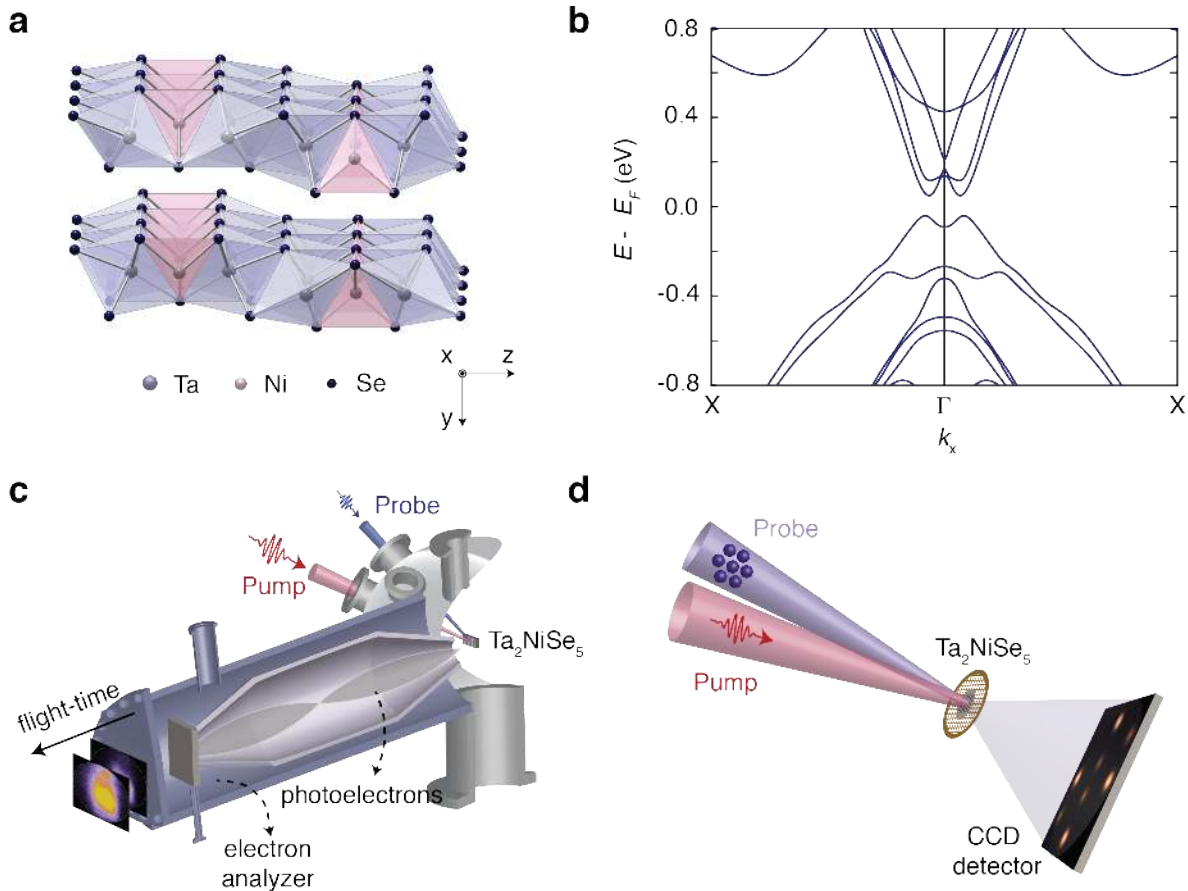 a
Ta
Ni
Se
x
z
y
b
E - E_F (eV)
0.8
0.4
0.0
-0.4
-0.8
X
Γ
X
k_x
c
Probe
Pump
Ta₂NiSe₅
flight-time
photoelectrons
electron
analyzer
d
Probe
Ta₂NiSe₅
Pump
CCD
detector